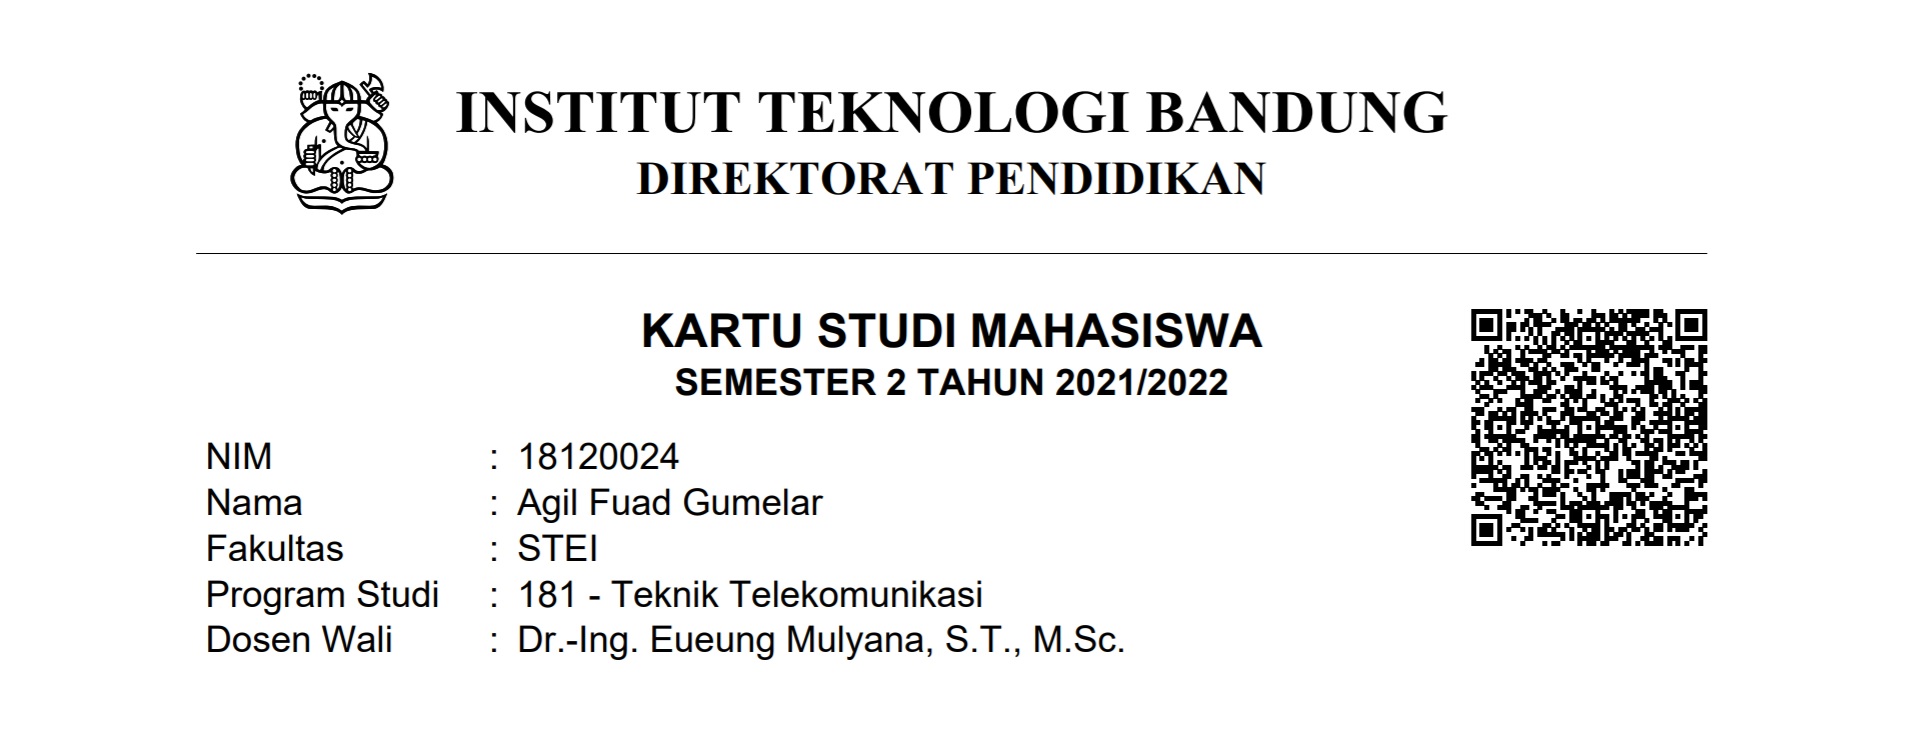 INSTITUT TEKNOLOGI BANDUNG
DIREKTORAT PENDIDIKAN
KARTU STUDI MAHASISWA
SEMESTER 2 TAHUN 2021/2022
NIM : 18120024
Nama : Agil Fuad Gumelar
Fakultas : STEI
Program Studi : 181 - Teknik Telekomunikasi
Dosen Wali : Dr.-Ing. Eueung Mulyana, S.T., M.Sc.